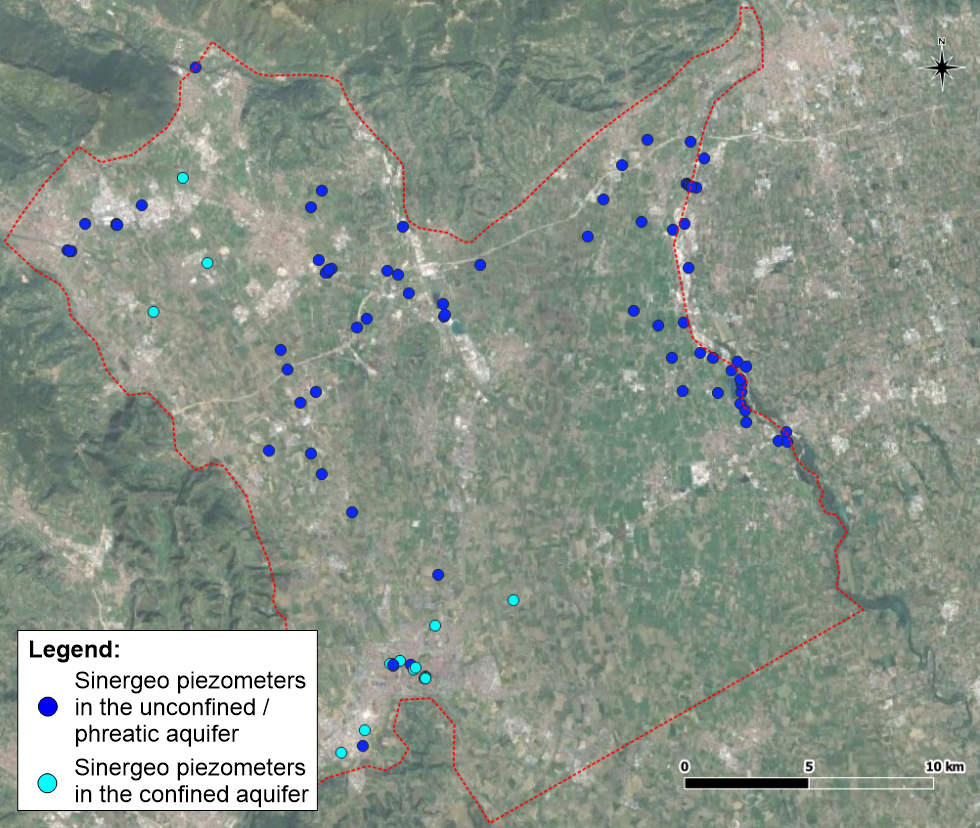 N
Legend:
Sinergeo piezometers
in the unconfined /
phreatic aquifer
Sinergeo piezometers
in the confined aquifer
0 5 10 km